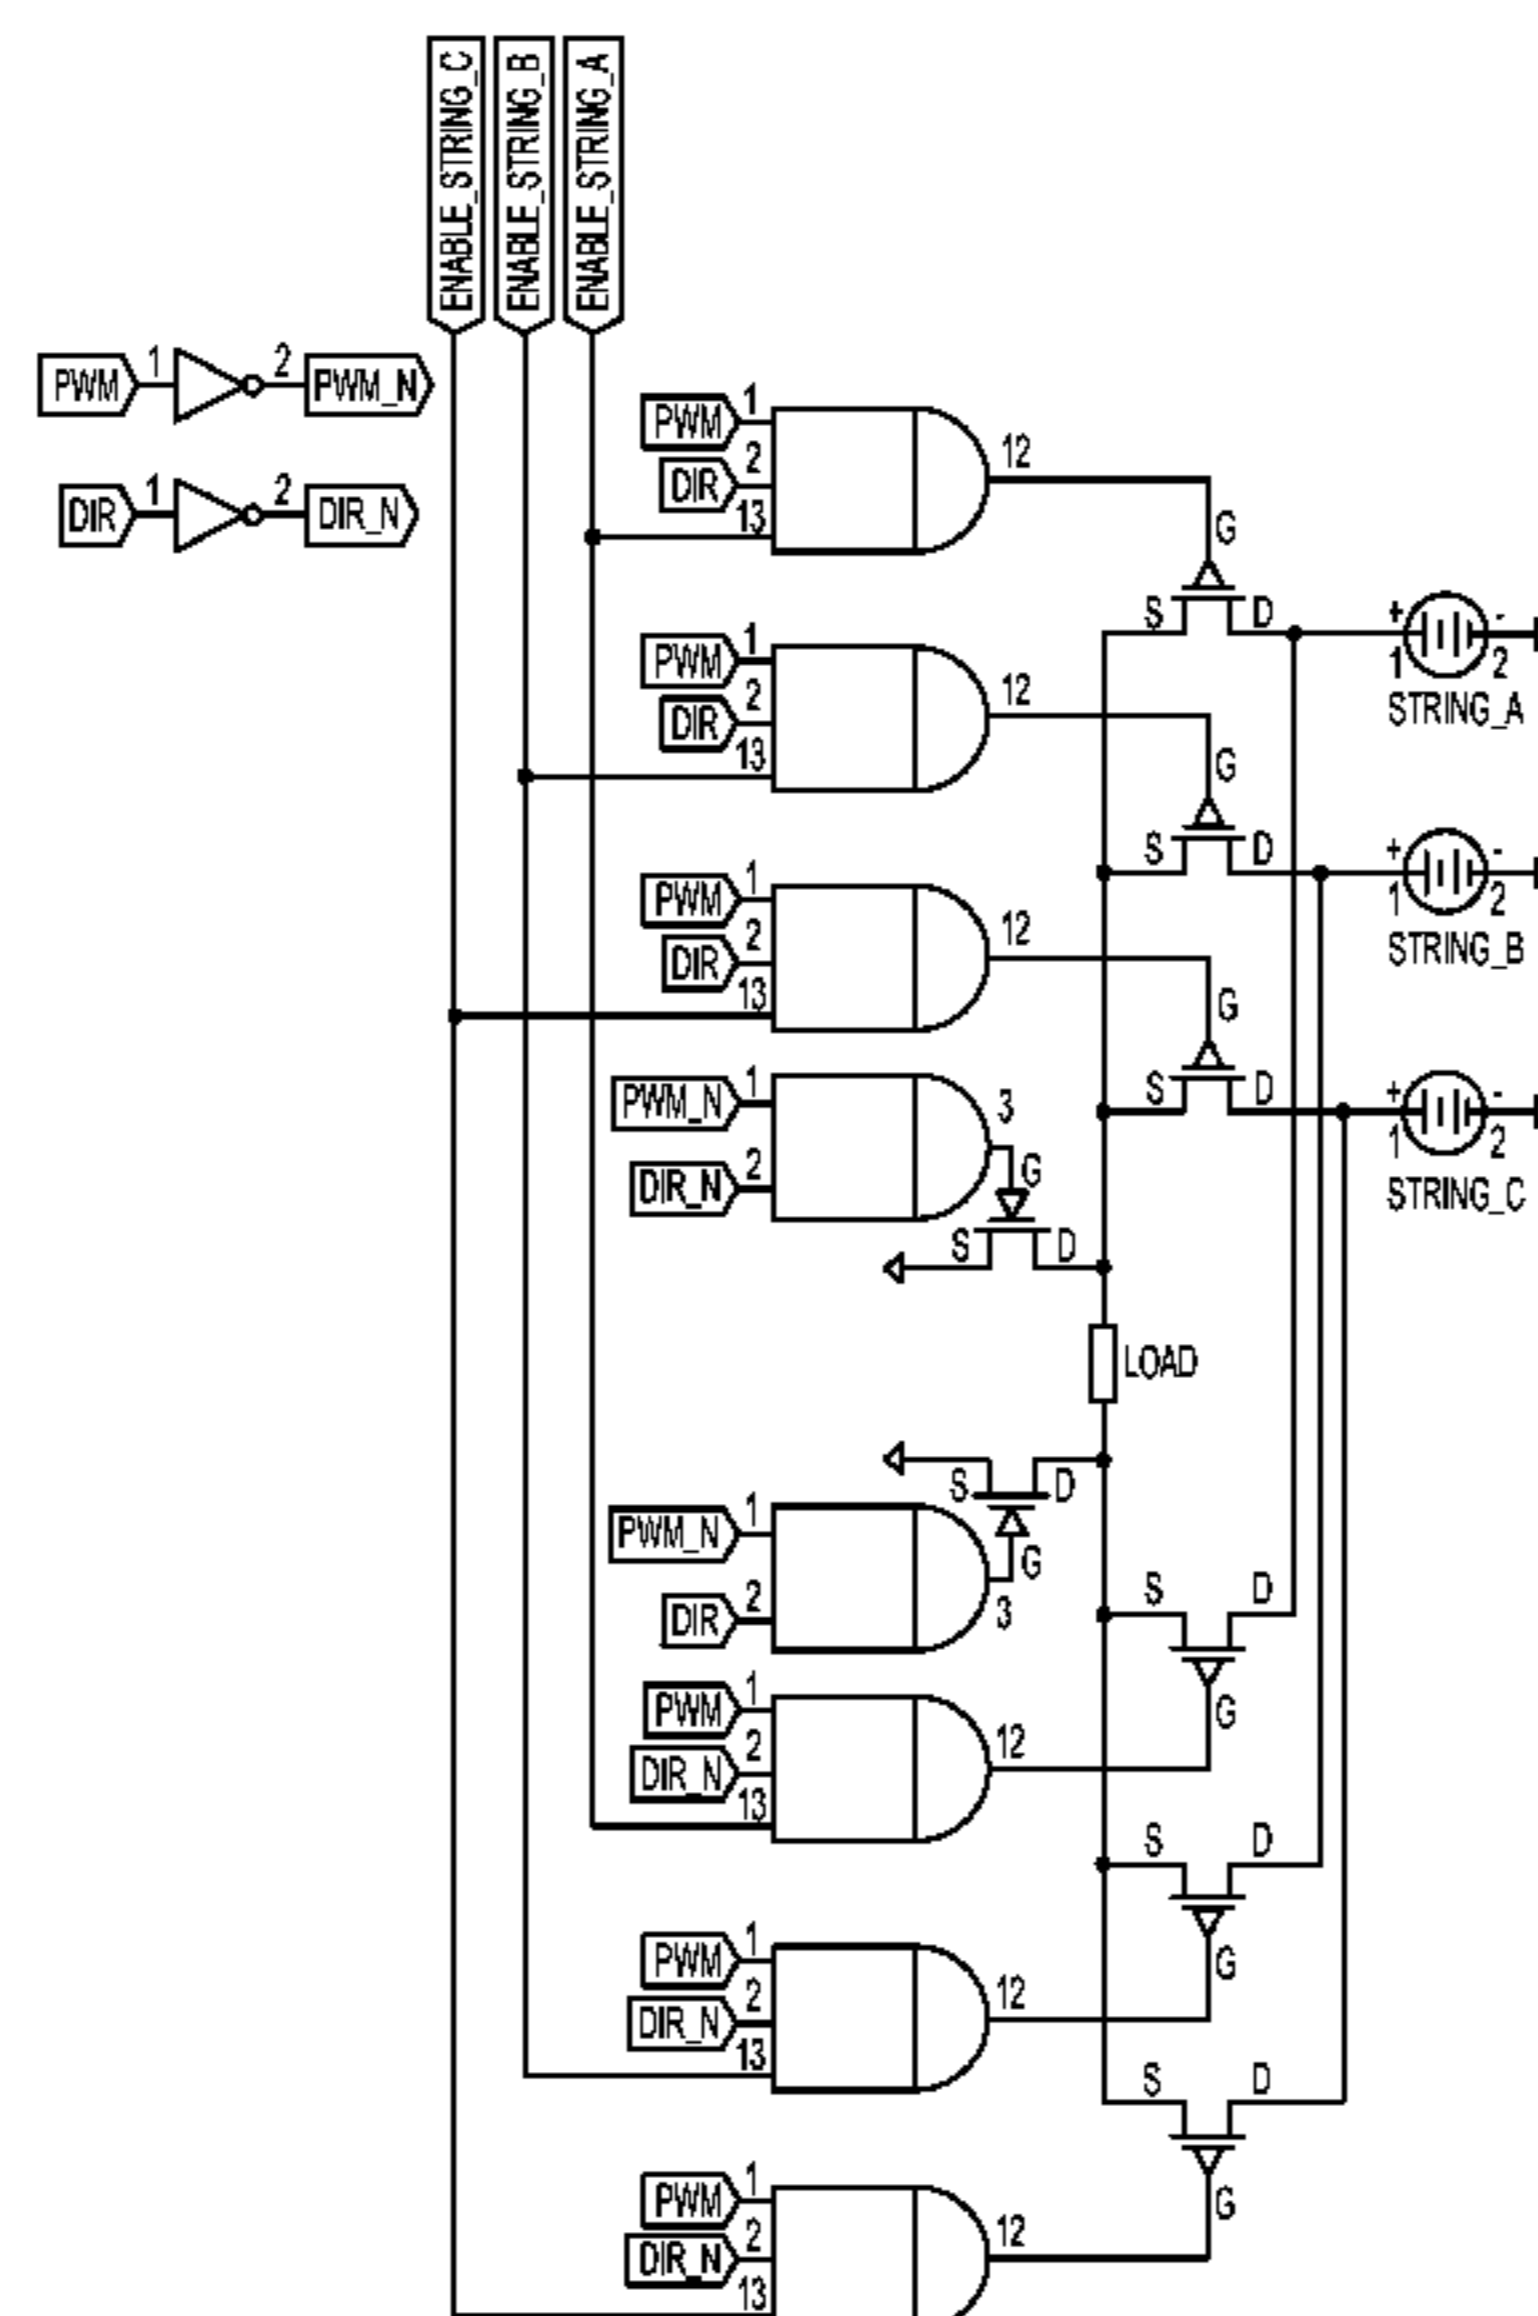 ENABLE_STRING_C
ENABLE_STRING_B
ENABLE_STRING_A
PWM 1 2 PWM_N
DIR 1 2 DIR_N
PWM 1
DIR 2
13
12
G
S D
+ -
1 2
STRING_A
PWM 1
DIR 2
13
12
G
S D
+ -
1 2
STRING_B
PWM 1
DIR 2
13
12
G
S D
+ -
1 2
STRING_C
PWM_N 1
DIR_N 2
3
G
S D
LOAD
S D
G
PWM_N 1
DIR 2
3
S D
G
PWM 1
DIR_N 2
13
12
S D
G
PWM 1
DIR_N 2
13
12
S D
G
PWM 1
DIR_N 2
13
12